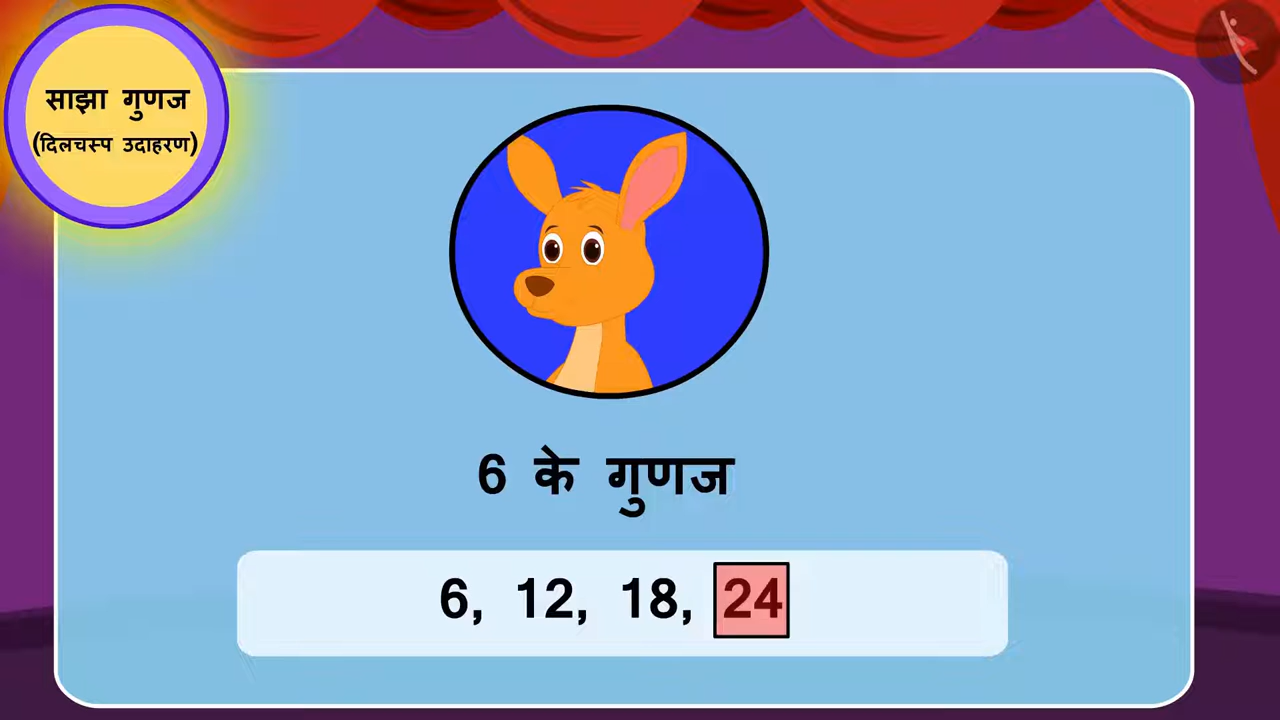 साझा गुणज
(दिलचस्प उदाहरण)
6 के गुणज
6, 12, 18, 24